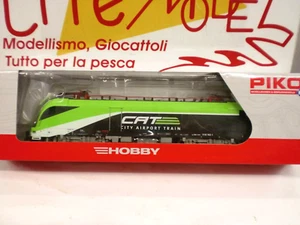 Modellismo, Giocattoli
Tutto per la pesca
PIKO
CAT
CITY AIRPORT TRAIN
HOBBY